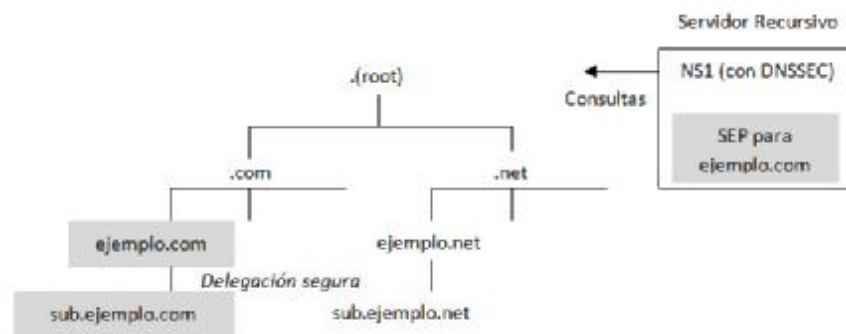 Servidor Recursivo
NS1 (con DNSSEC)
.(root)
Consultas
SEP para
ejemplo.com
.com
.net
ejemplo.com
ejemplo.net
Delegación segura
sub.ejemplo.com
sub.ejemplo.net